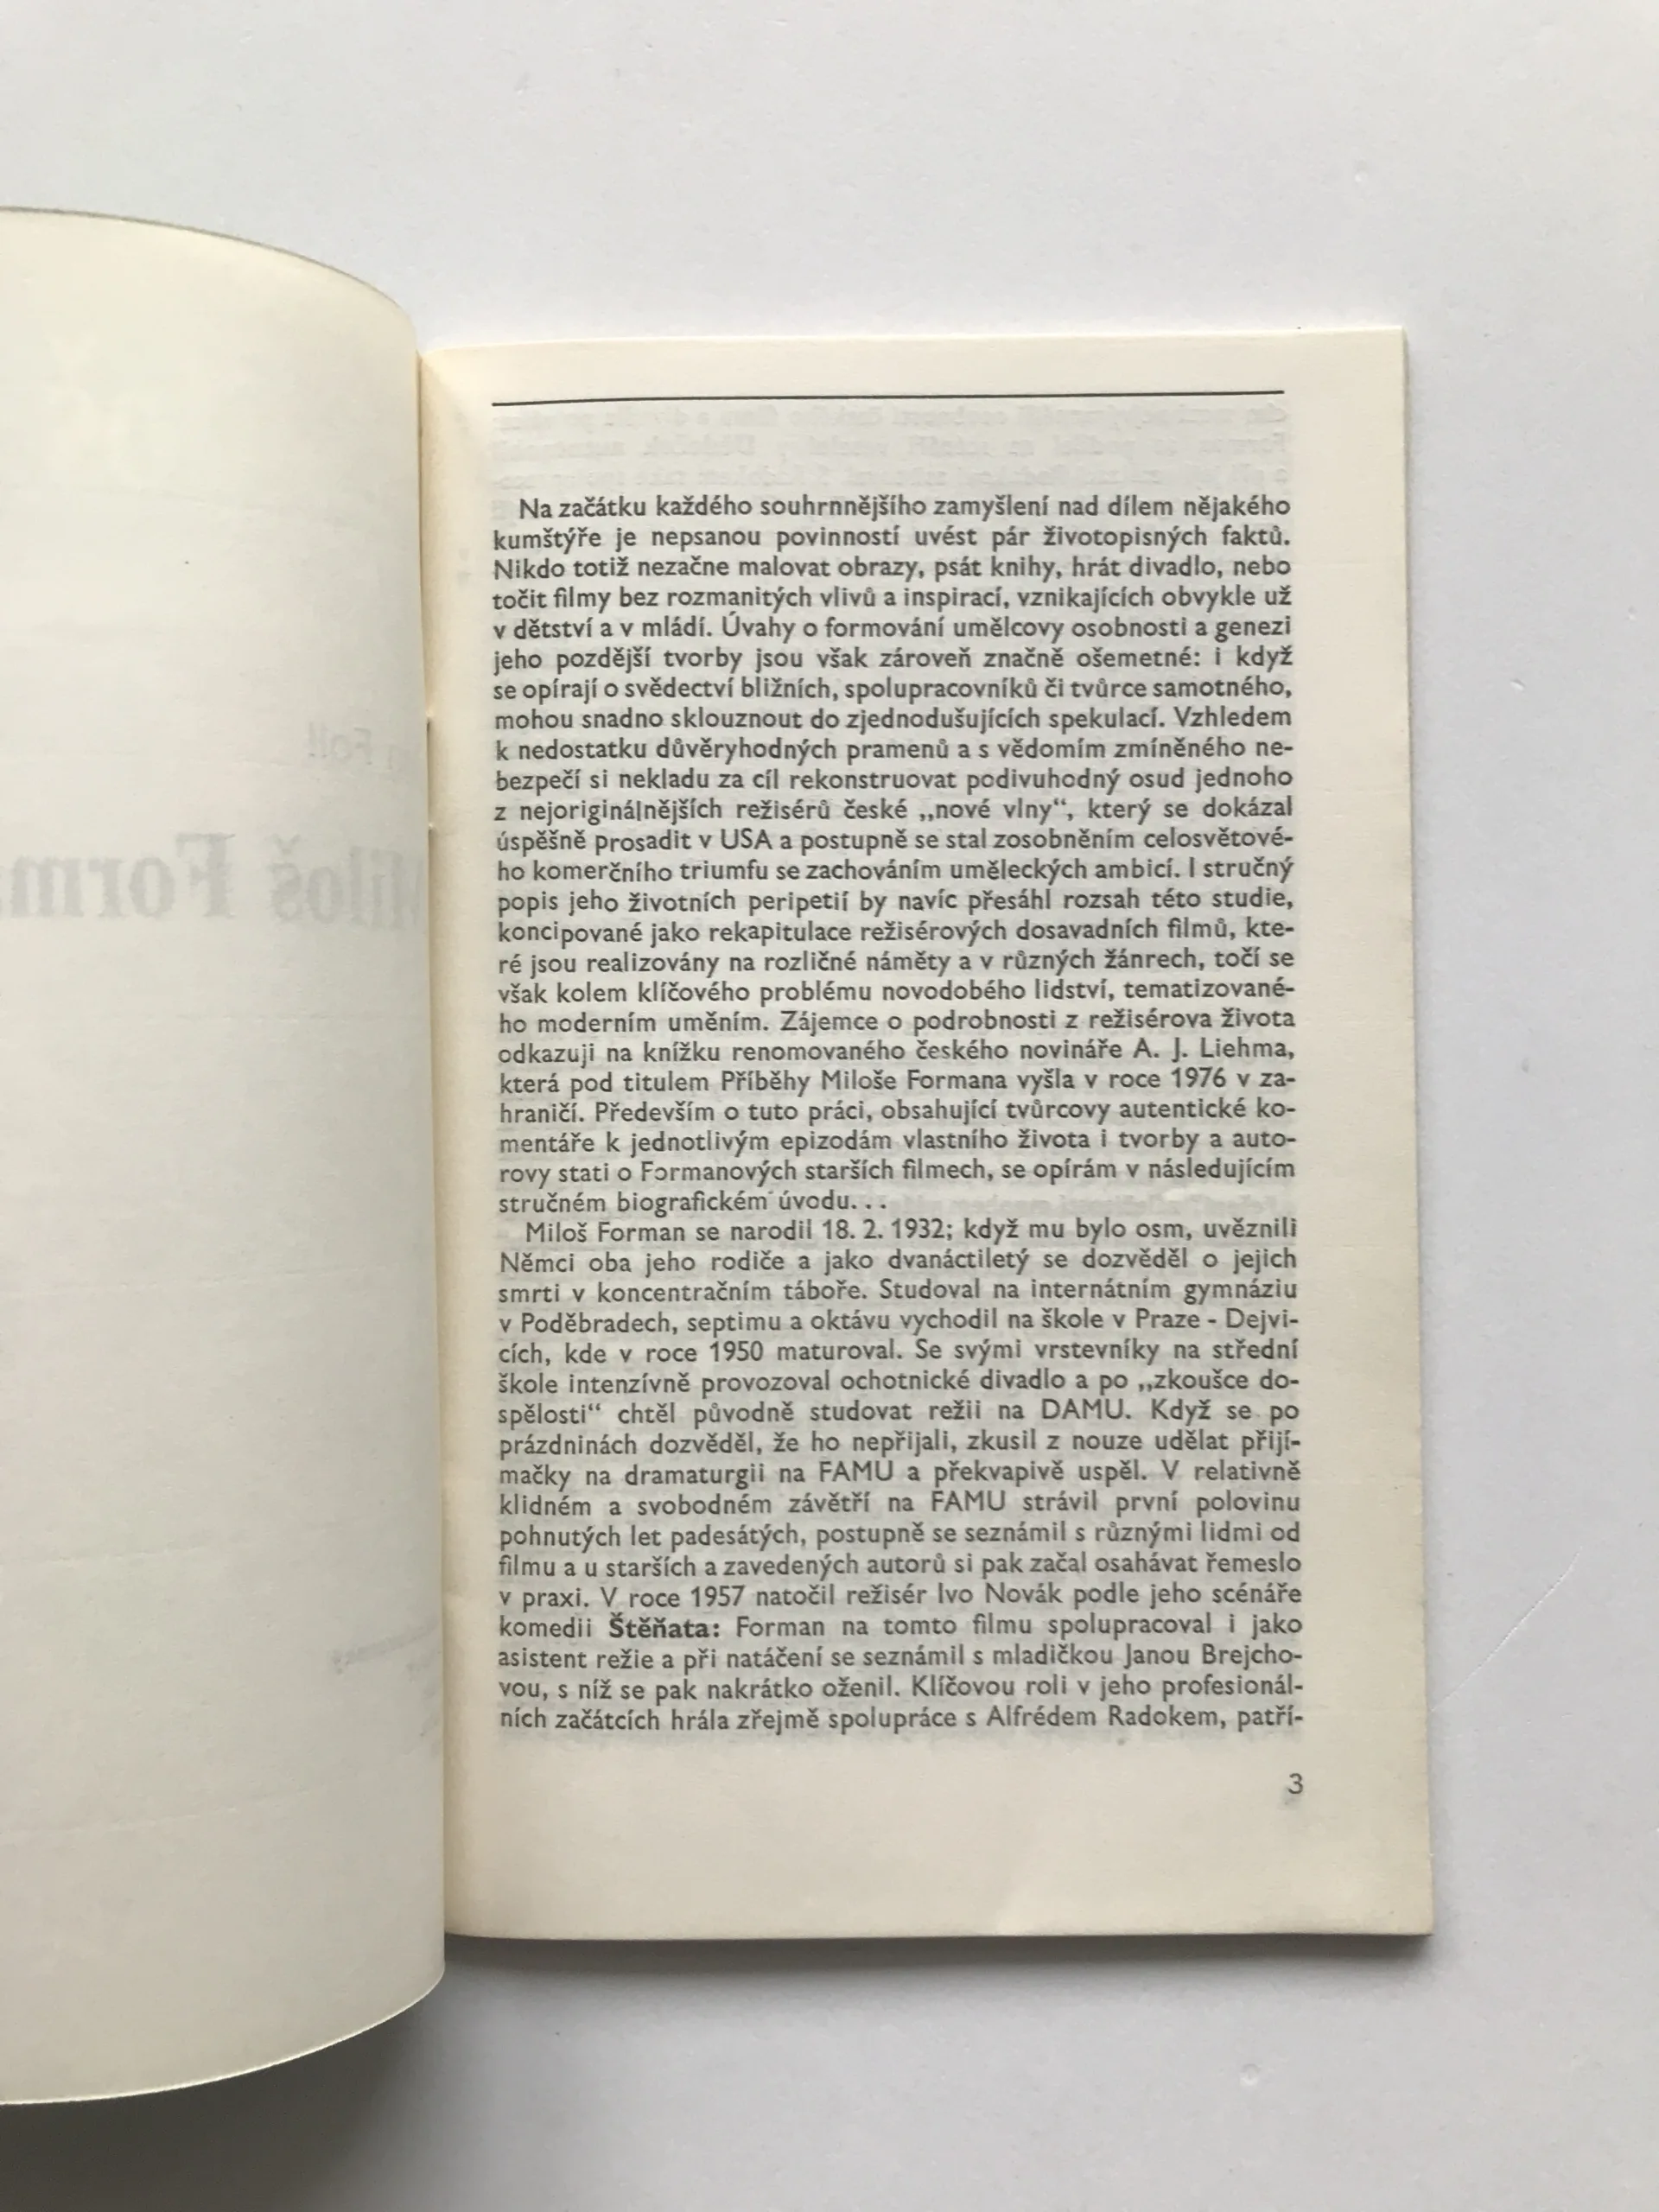 Na začátku každého souhrnnějšího zamyšlení nad dílem nějakého
kumštýře je nepsanou povinností uvést pár životopisných faktů.
Nikdo totiž nezačne malovat obrazy, psát knihy, hrát divadlo, nebo
točit filmy bez rozmanitých vlivů a inspirací, vznikajících obvykle už
v dětství a v mládí. Úvahy o formování umělcovy osobnosti a genezi
jeho pozdější tvorby jsou však zároveň značně ošemetné: i když
se opírají o svědectví bližních, spolupracovníků či tvůrce samotného,
mohou snadno sklouznout do zjednodušujících spekulací. Vzhledem
k nedostatku důvěryhodných pramenů a s vědomím zmíněného ne-
bezpečí si nekladu za cíl rekonstruovat podivuhodný osud jednoho
z nejoriginálnějších režisérů české „nové vlny“, který se dokázal
úspěšně prosadit v USA a postupně se stal zosobněním celosvětové-
ho komerčního triumfu se zachováním uměleckých ambicí. I stručný
popis jeho životních peripetií by navíc přesáhl rozsah této studie,
koncipované jako rekapitulace režisérových dosavadních filmů, kte-
ré jsou realizovány na rozličné náměty a v různých žánrech, točí se
však kolem klíčového problému novodobého lidství, tematizované-
ho moderním uměním. Zájemce o podrobnosti z režisérova života
odkazuji na knížku renomovaného českého novináře A. J. Liehma,
která pod titulem Příběhy Miloše Formana vyšla v roce 1976 v za-
hraničí. Především o tuto práci, obsahující tvůrcovy autentické ko-
mentáře k jednotlivým epizodám vlastního života i tvorby a auto-
rovy stati o Formanových starších filmech, se opírám v následujícím
stručném biografickém úvodu...
Miloš Forman se narodil 18. 2. 1932; když mu bylo osm, uvěznili
Němci oba jeho rodiče a jako dvanáctiletý se dozvěděl o jejich
smrti v koncentračním táboře. Studoval na internátním gymnáziu
v Poděbradech, septimu a oktávu vychodil na škole v Praze - Dejvi-
cích, kde v roce 1950 maturoval. Se svými vrstevníky na střední
škole intenzívně provozoval ochotnické divadlo a po „zkoušce do-
spělosti“ chtěl původně studovat režii na DAMU. Když se po
prázdninách dozvěděl, že ho nepřijali, zkusil z nouze udělat přijí-
mačky na dramaturgii na FAMU a překvapivě uspěl. V relativně
klidném a svobodném závětří na FAMU strávil první polovinu
pohnutých let padesátých, postupně se seznámil s různými lidmi od
filmu a u starších a zavedených autorů si pak začal osahávat řemeslo
v praxi. V roce 1957 natočil režisér Ivo Novák podle jeho scénáře
komedii Štěňata: Forman na tomto filmu spolupracoval i jako
asistent režie a při natáčení se seznámil s mladičkou Janou Brejcho-
vou, s níž se pak nakrátko oženil. Klíčovou roli v jeho profesionál-
ních začátcích hrála zřejmě spolupráce s Alfrédem Radokem, patří-
3